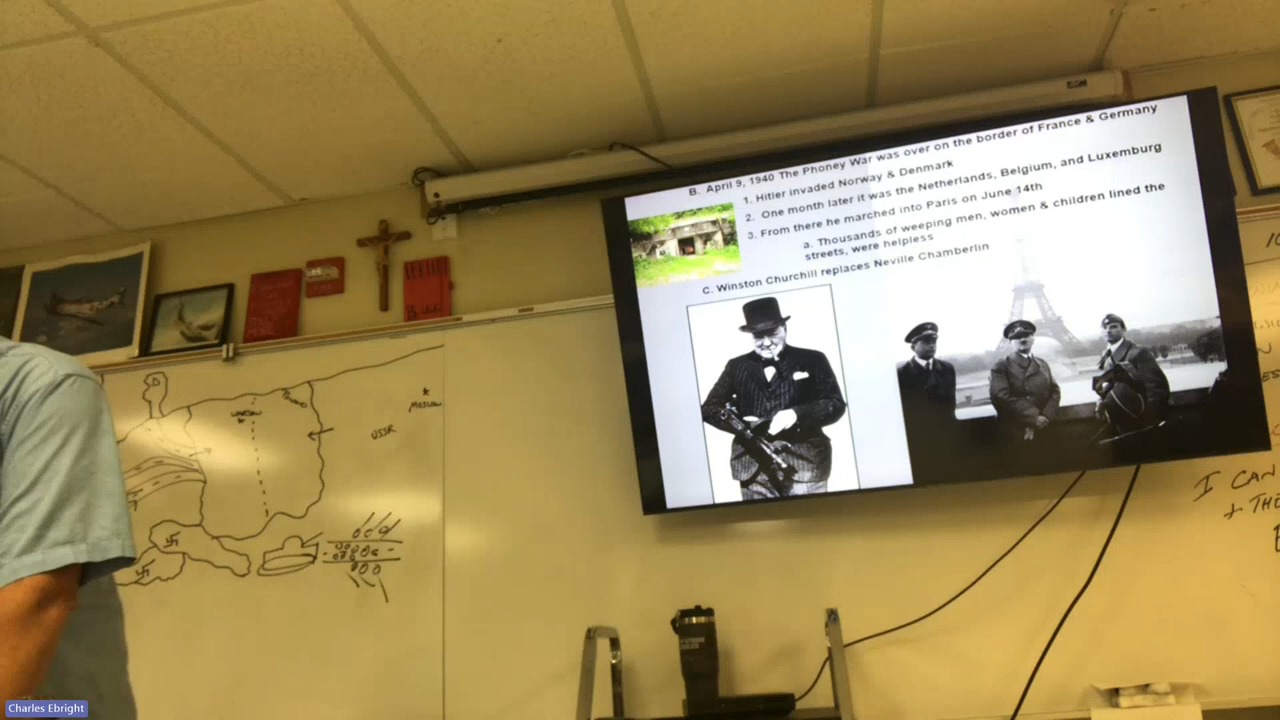 B. April 9, 1940 The Phoney War was over on the border of France & Germany
1. Hitler invaded Norway & Denmark
2. One month later it was the Netherlands, Belgium, and Luxemburg
3. From there he marched into Paris on June 14th
a. Thousands of weeping men, women & children lined the
streets, were helpless
C. Winston Churchill replaces Neville Chamberlin
WARSAW
POLAND
MOSCOW
USSR
I CAN
+ THO
Charles Ebright